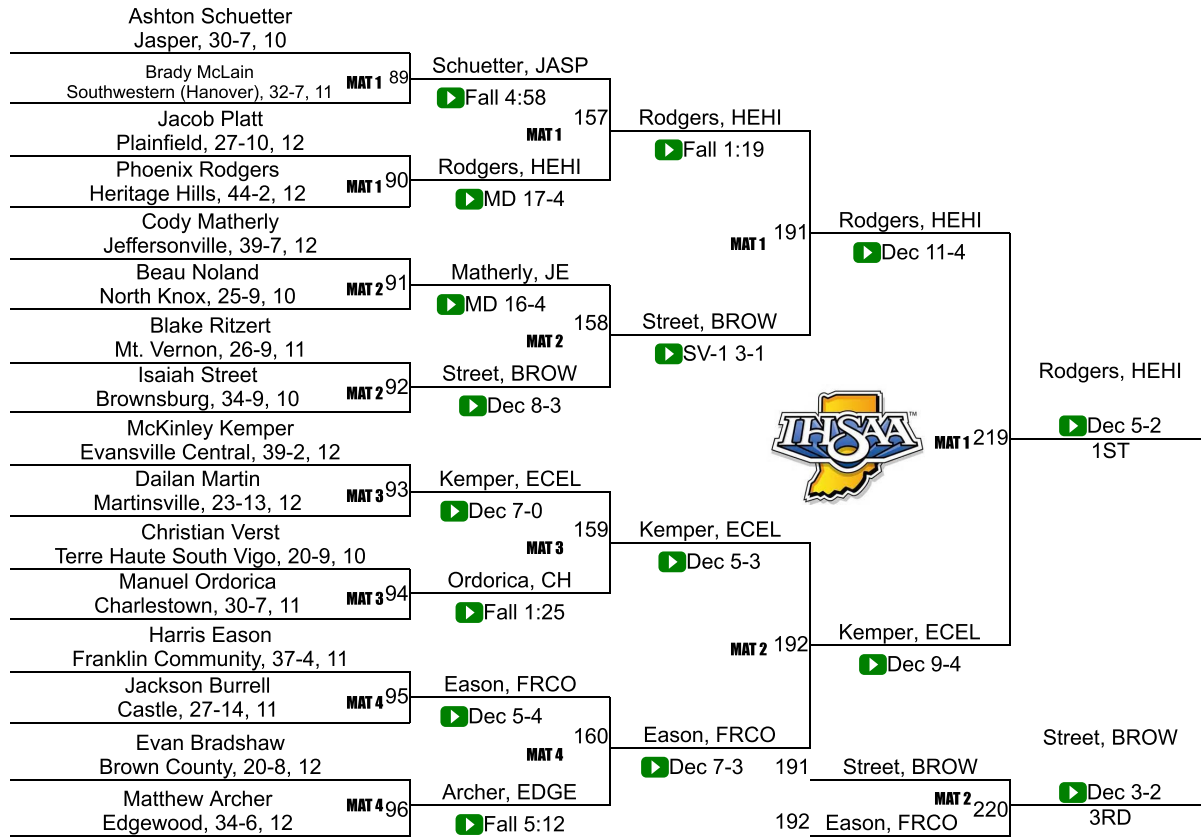 Ashton Schuetter
Jasper, 30-7, 10
Brady McLain
Southwestern (Hanover), 32-7, 11
MAT 1 89
Jacob Platt
Plainfield, 27-10, 12
Phoenix Rodgers
Heritage Hills, 44-2, 12
MAT 1 90
Cody Matherly
Jeffersonville, 39-7, 12
Beau Noland
North Knox, 25-9, 10
MAT 2 91
Blake Ritzert
Mt. Vernon, 26-9, 11
Isaiah Street
Brownsburg, 34-9, 10
MAT 2 92
McKinley Kemper
Evansville Central, 39-2, 12
Dailan Martin
Martinsville, 23-13, 12
MAT 3 93
Christian Verst
Terre Haute South Vigo, 20-9, 10
Manuel Ordorica
Charlestown, 30-7, 11
MAT 3 94
Harris Eason
Franklin Community, 37-4, 11
Jackson Burrell
Castle, 27-14, 11
MAT 4 95
Evan Bradshaw
Brown County, 20-8, 12
Matthew Archer
Edgewood, 34-6, 12
MAT 4 96
Schuetter, JASP
Fall 4:58
MAT 1 157
Rodgers, HEHI
MD 17-4
Matherly, JE
MD 16-4
MAT 2 158
Street, BROW
Dec 8-3
Kemper, ECEL
Dec 7-0
MAT 3 159
Ordorica, CH
Fall 1:25
Eason, FRCO
Dec 5-4
MAT 4 160
Archer, EDGE
Fall 5:12
Rodgers, HEHI
Fall 1:19
MAT 1 191
Street, BROW
SV-1 3-1
Kemper, ECEL
Dec 5-3
MAT 2 192
Eason, FRCO
Dec 7-3
Rodgers, HEHI
Dec 11-4
IHSAA™
MAT 1 219
Kemper, ECEL
Dec 9-4
Rodgers, HEHI
Dec 5-2
1ST
191 Street, BROW
MAT 2 220
192 Eason, FRCO
Street, BROW
Dec 3-2
3RD